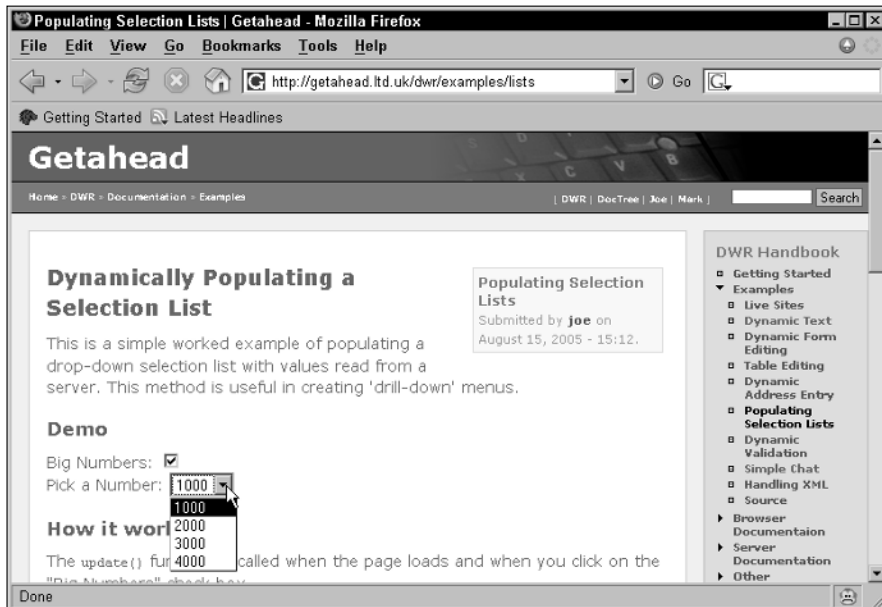 Populating Selection Lists | Getahead - Mozilla Firefox
File Edit View Go Bookmarks Tools Help
http://getahead.ltd.uk/dwr/examples/lists
Go
G
Getting Started
Latest Headlines
Getahead
Home » DWR » Documentation » Examples
[ DWR | DocTree | Joe | Mark ]
Search
Dynamically Populating a
Selection List
This is a simple worked example of populating a
drop-down selection list with values read from a
server. This method is useful in creating 'drill-down' menus.
Populating Selection
Lists
Submitted by joe on
August 15, 2005 - 15:12.
Demo
Big Numbers:
Pick a Number: 1000
1000
2000
3000
4000
How it wor
The update() fu called when the page loads and when you click on the
"Big Numbers" check box
DWR Handbook
Getting Started
Examples
Live Sites
Dynamic Text
Dynamic Form
Editing
Table Editing
Dynamic
Address Entry
Populating
Selection Lists
Dynamic
Validation
Simple Chat
Handling XML
Source
Browser
Documentaion
Server
Documentation
Other
Done